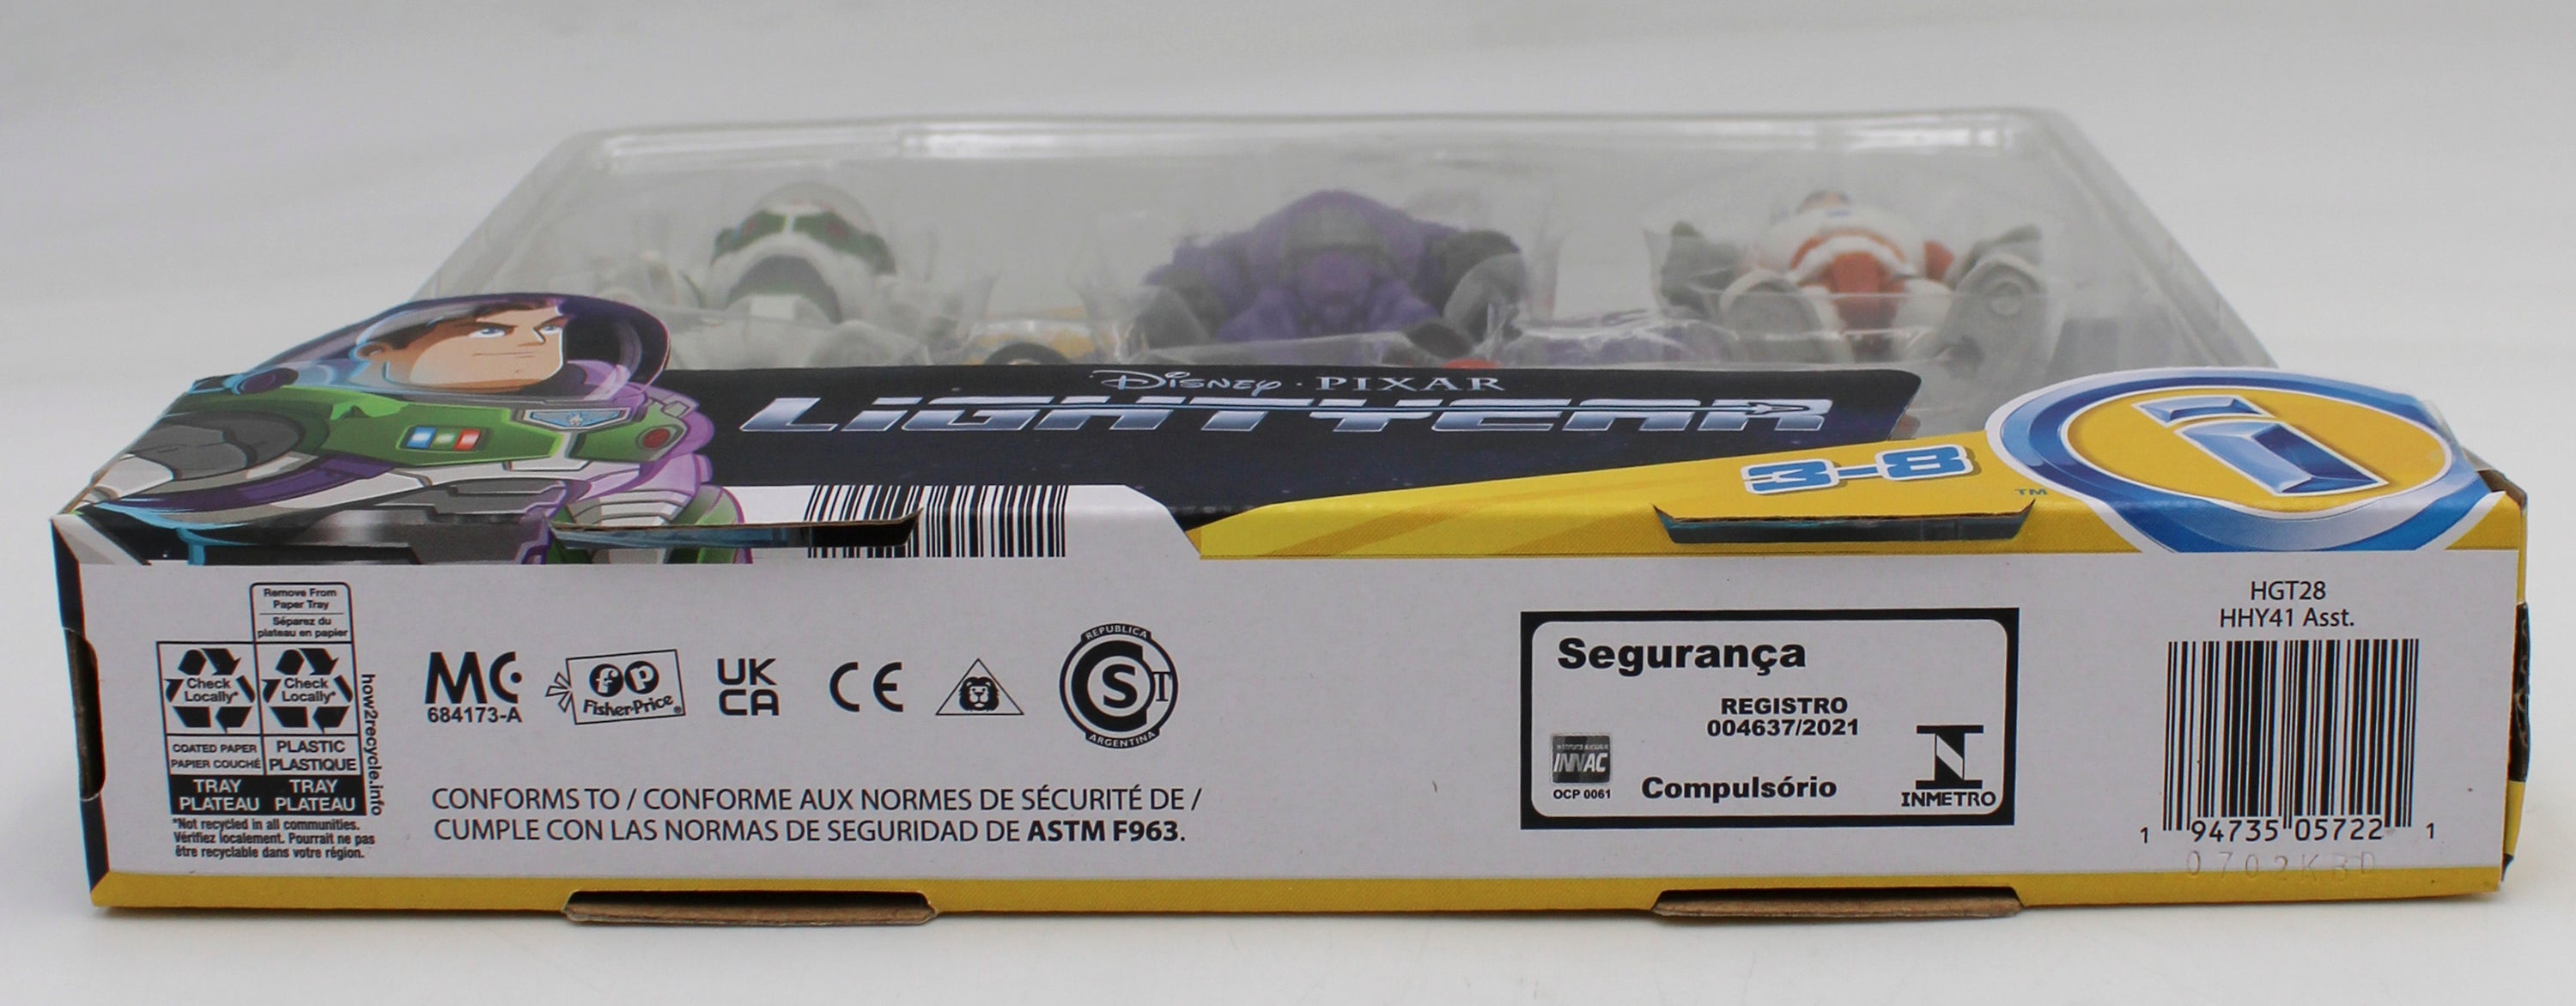 Disney · PIXAR
LIGHTYEAR
3-8
TM
Remove From
Paper Tray
Séparez du
plateau en papier
Check
Locally*
Check
Locally*
COATED PAPER
PAPIER COUCHÉ
PLASTIC
PLASTIQUE
TRAY
PLATEAU
TRAY
PLATEAU
how2recycle.info
*Not recycled in all communities.
Vérifiez localement. Pourrait ne pas
être recyclable dans votre région.
MC
684173-A
fp
Fisher-Price®
UK
CA
CE
REPUBLICA
S T
ARGENTINA
CONFORMS TO / CONFORME AUX NORMES DE SÉCURITÉ DE /
CUMPLE CON LAS NORMAS DE SEGURIDAD DE ASTM F963.
Segurança
REGISTRO
004637/2021
INNAC
OCP 0061
Compulsório
INMETRO
HGT28
HHY41 Asst.
1 94735 05722 1
0702K3D